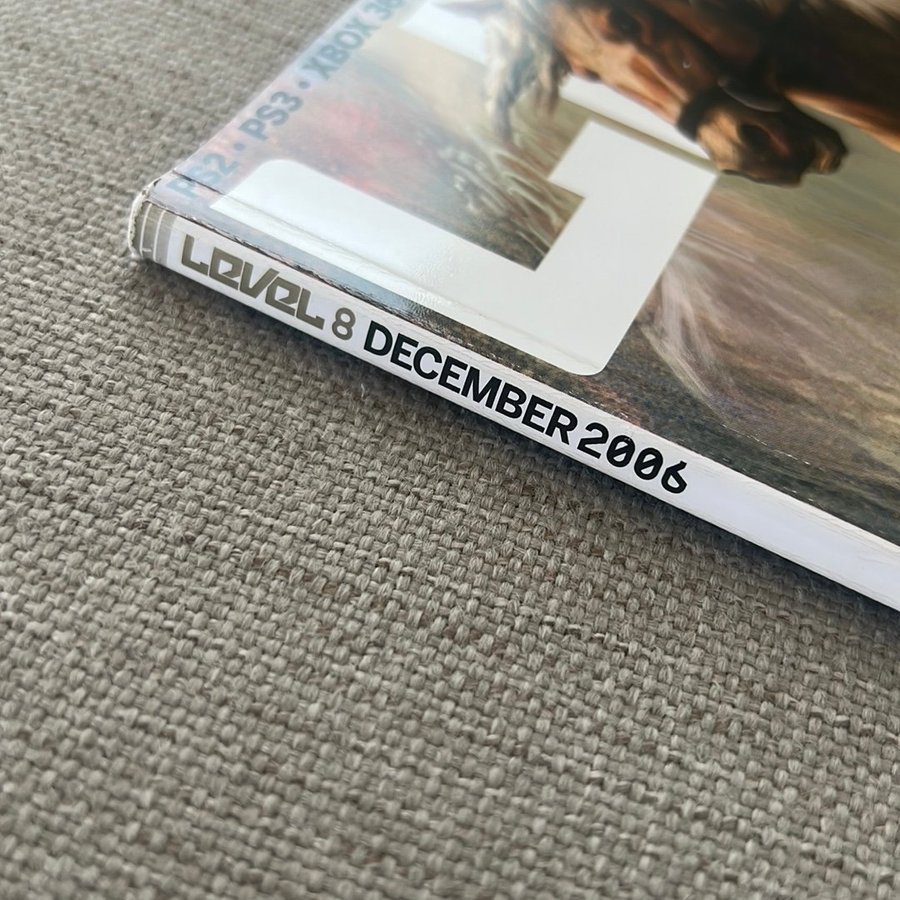 PS2 • PS3 • XBOX 36
LEVEL 8 DECEMBER 2006